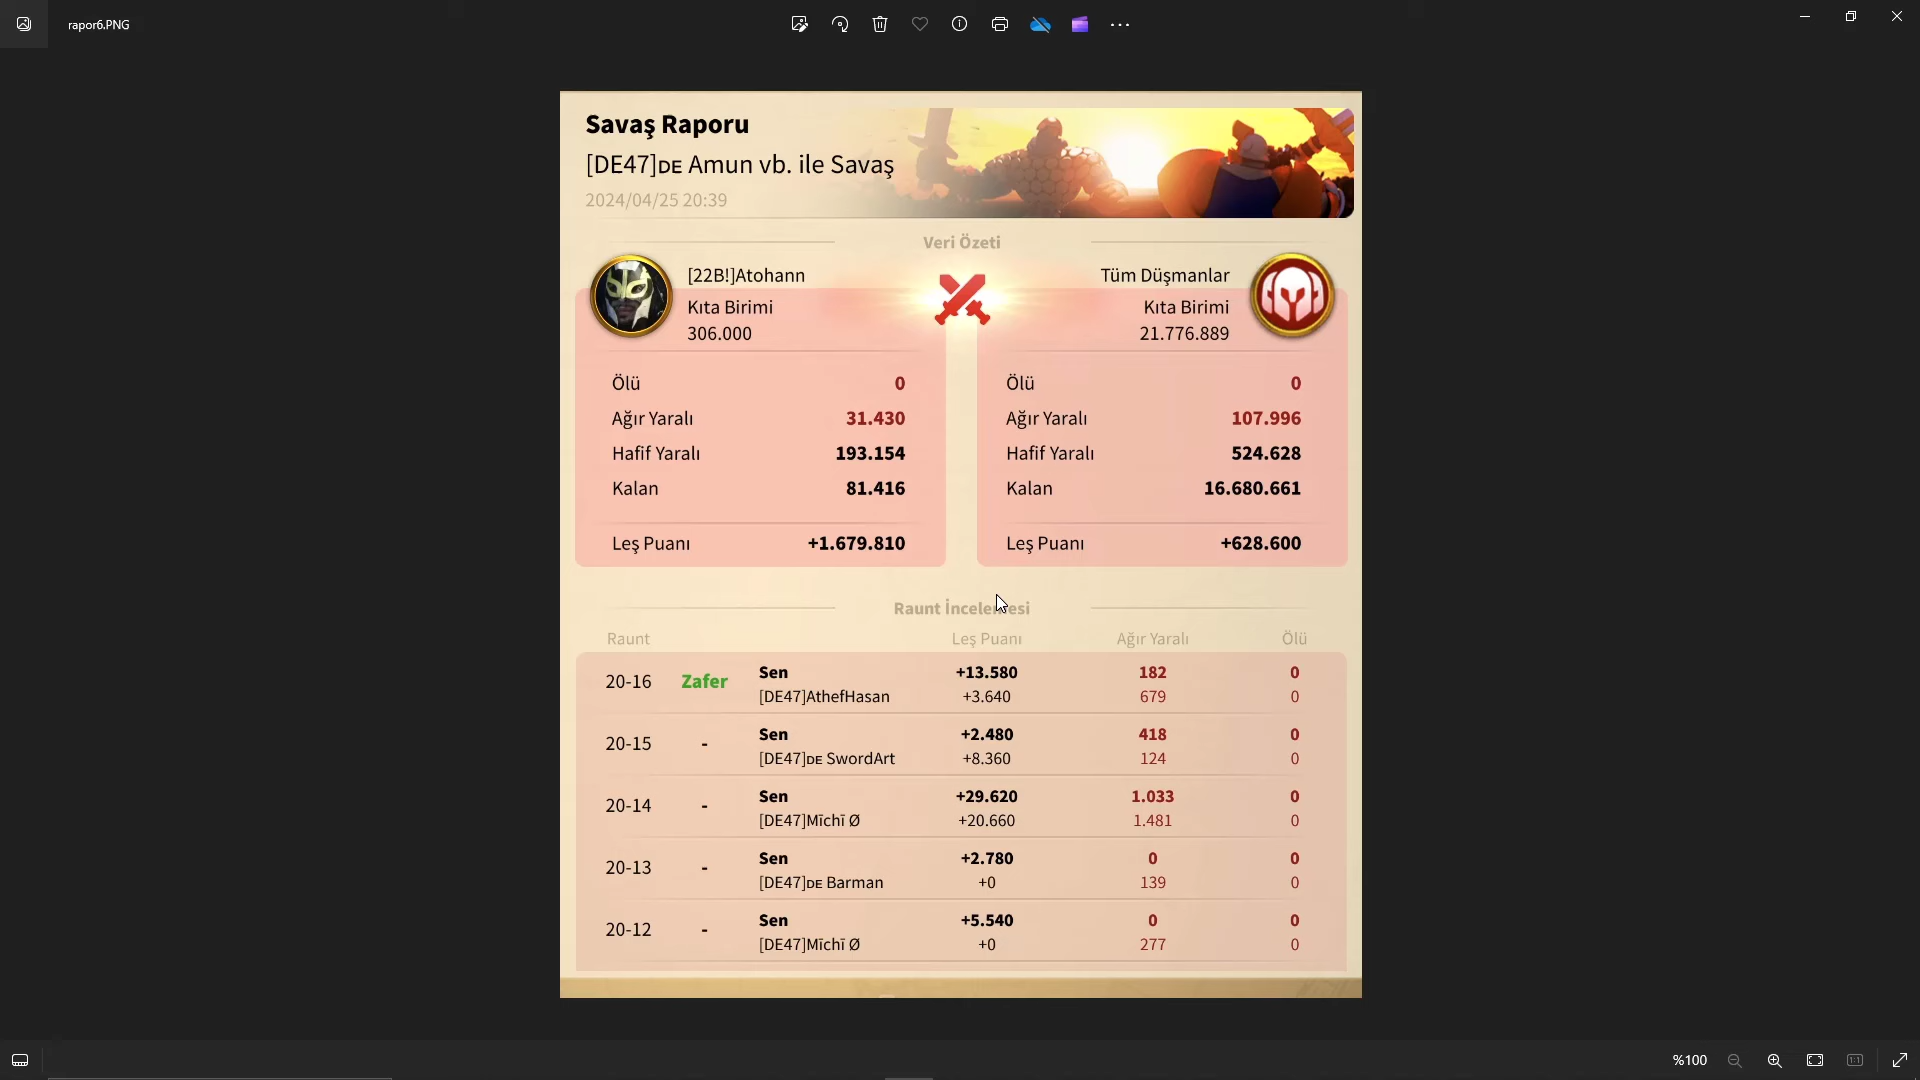 rapor6.PNG
Savaş Raporu
[DE47]ᴅᴇ Amun vb. ile Savaş
2024/04/25 20:39
Veri Özeti
[22B!]Atohann
Kıta Birimi
306.000
Tüm Düşmanlar
Kıta Birimi
21.776.889
Ölü 0
Ağır Yaralı 31.430
Hafif Yaralı 193.154
Kalan 81.416
Leş Puanı +1.679.810
Ölü 0
Ağır Yaralı 107.996
Hafif Yaralı 524.628
Kalan 16.680.661
Leş Puanı +628.600
Raunt İncelemesi
Raunt Leş Puanı Ağır Yaralı Ölü
20-16 Zafer
Sen +13.580 182 0
[DE47]AthefHasan +3.640 679 0
20-15 -
Sen +2.480 418 0
[DE47]ᴅᴇ SwordArt +8.360 124 0
20-14 -
Sen +29.620 1.033 0
[DE47]Mīchī Ø +20.660 1.481 0
20-13 -
Sen +2.780 0 0
[DE47]ᴅᴇ Barman +0 139 0
20-12 -
Sen +5.540 0 0
[DE47]Mīchī Ø +0 277 0
%100